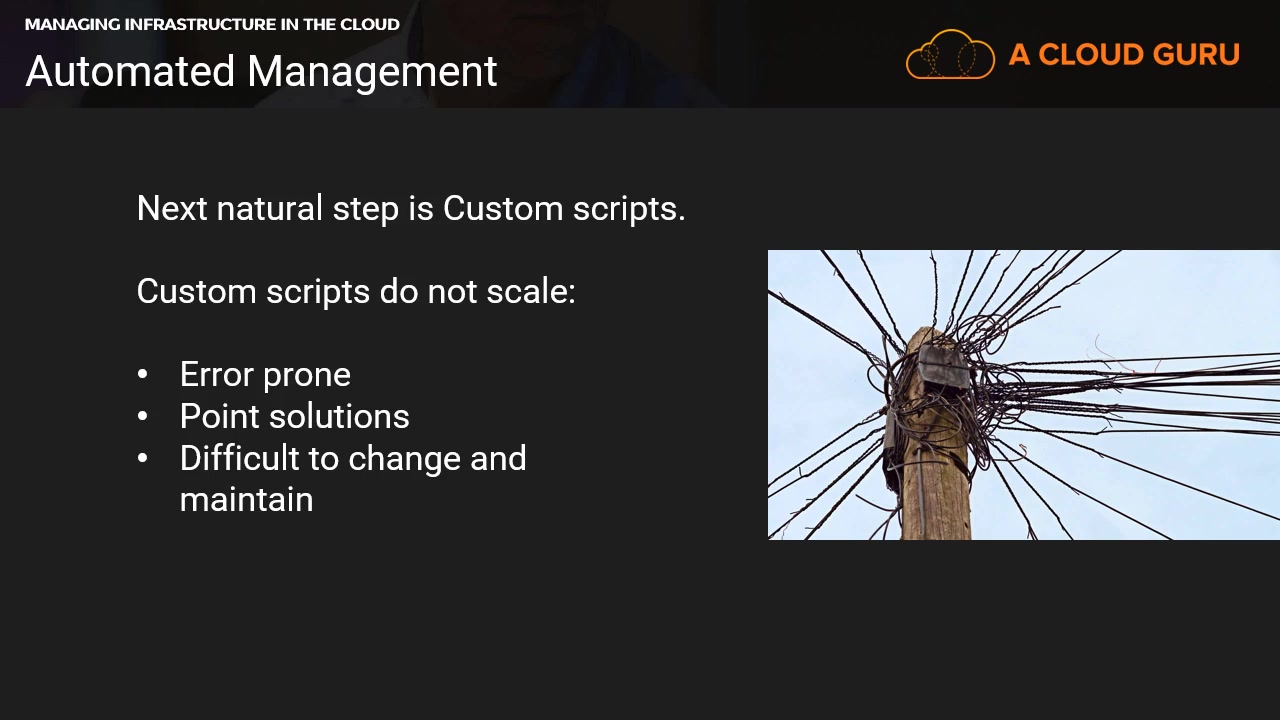 MANAGING INFRASTRUCTURE IN THE CLOUD
Automated Management
A CLOUD GURU
Next natural step is Custom scripts.
Custom scripts do not scale:
• Error prone
• Point solutions
• Difficult to change and
maintain